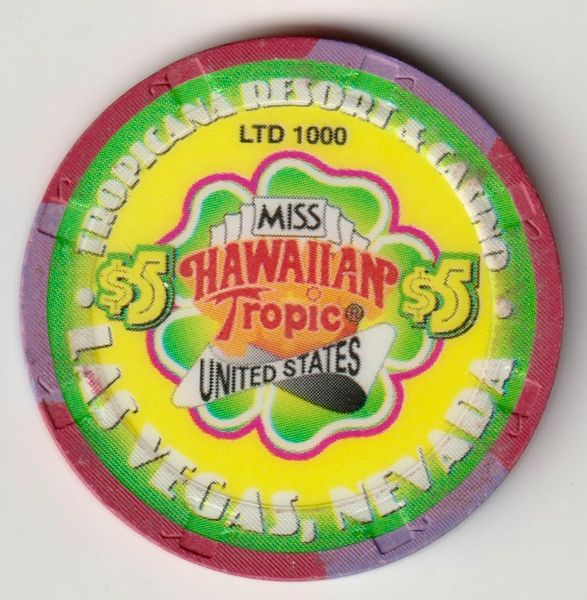 TROPICANA RESORT & CASINO
LTD 1000
MISS
HAWAIIAN
Tropic®
$5 $5
UNITED STATES
LAS VEGAS, NEVADA